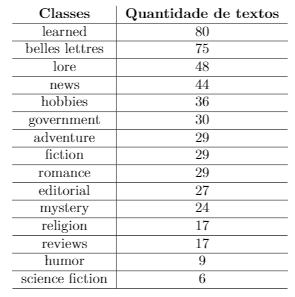 Classes Quantidade de textos
learned 80
belles lettres 75
lore 48
news 44
hobbies 36
government 30
adventure 29
fiction 29
romance 29
editorial 27
mystery 24
religion 17
reviews 17
humor 9
science fiction 6